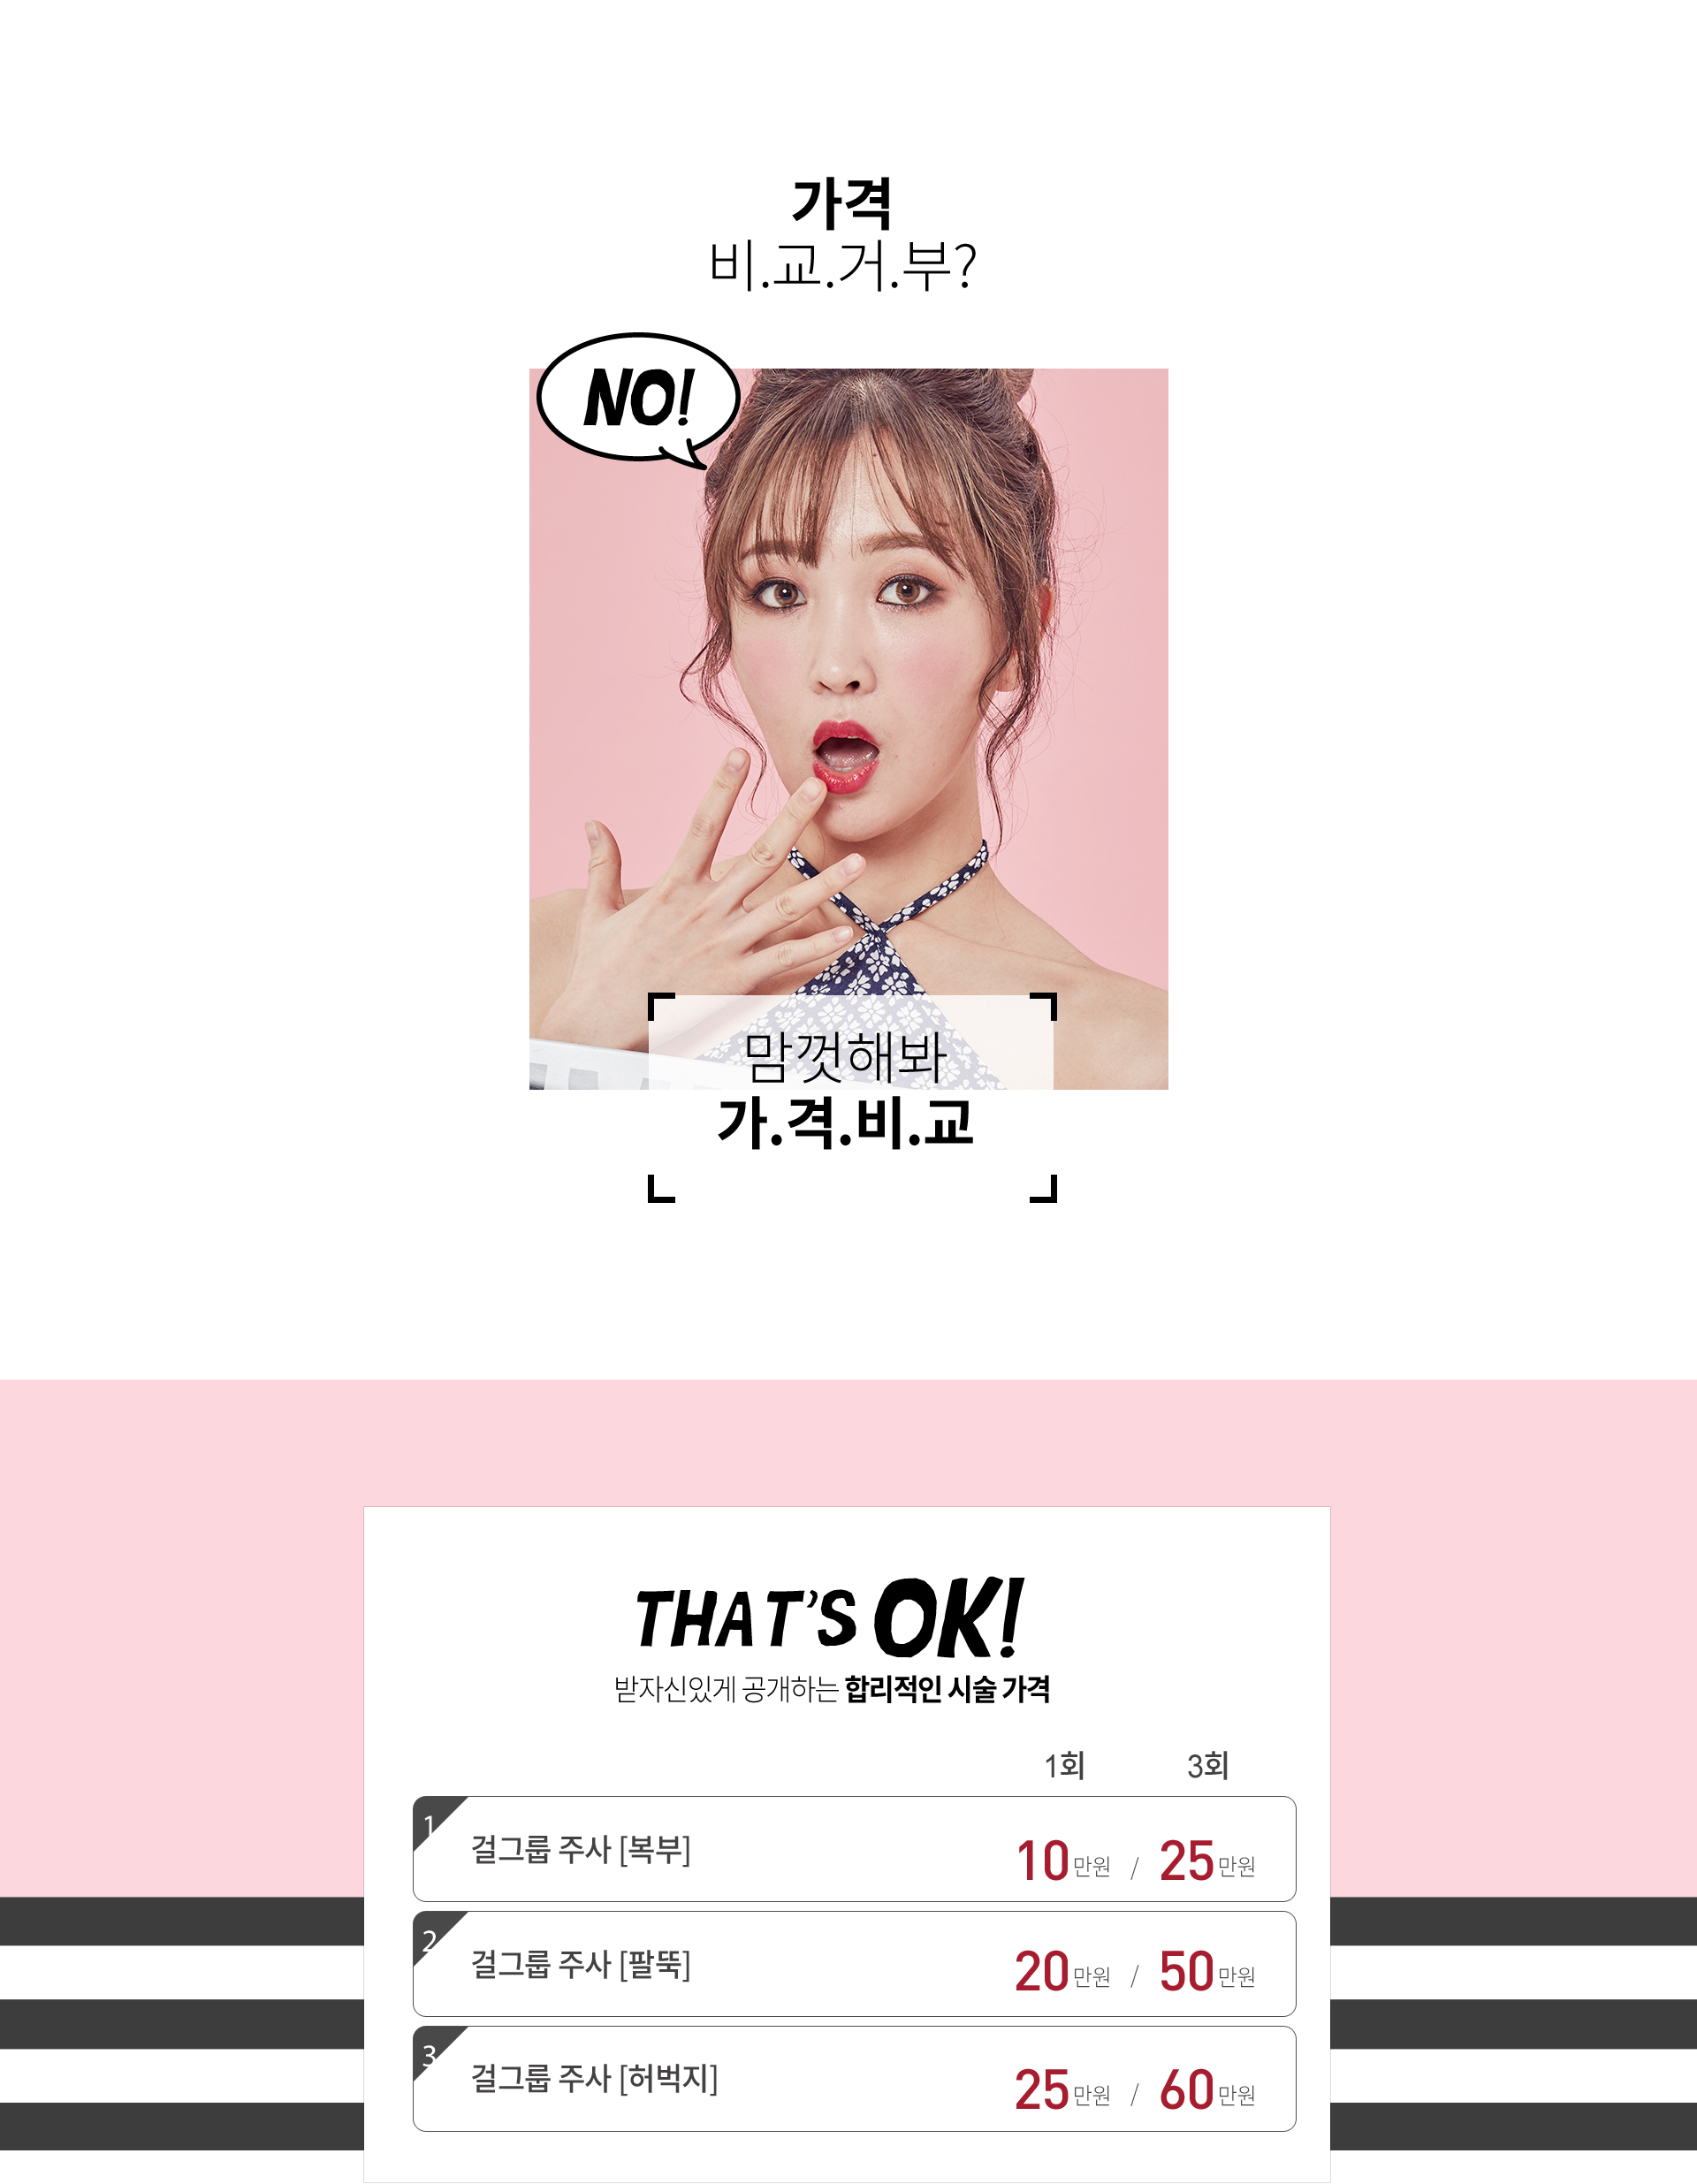 가격
비.교.거.부?
NO!
맘껏해봐
가.격.비.교
THAT'S OK!
받자신있게 공개하는 합리적인 시술 가격
1회 3회
1
걸그룹 주사 [복부] 10만원 / 25만원
2
걸그룹 주사 [팔뚝] 20만원 / 50만원
3
걸그룹 주사 [허벅지] 25만원 / 60만원